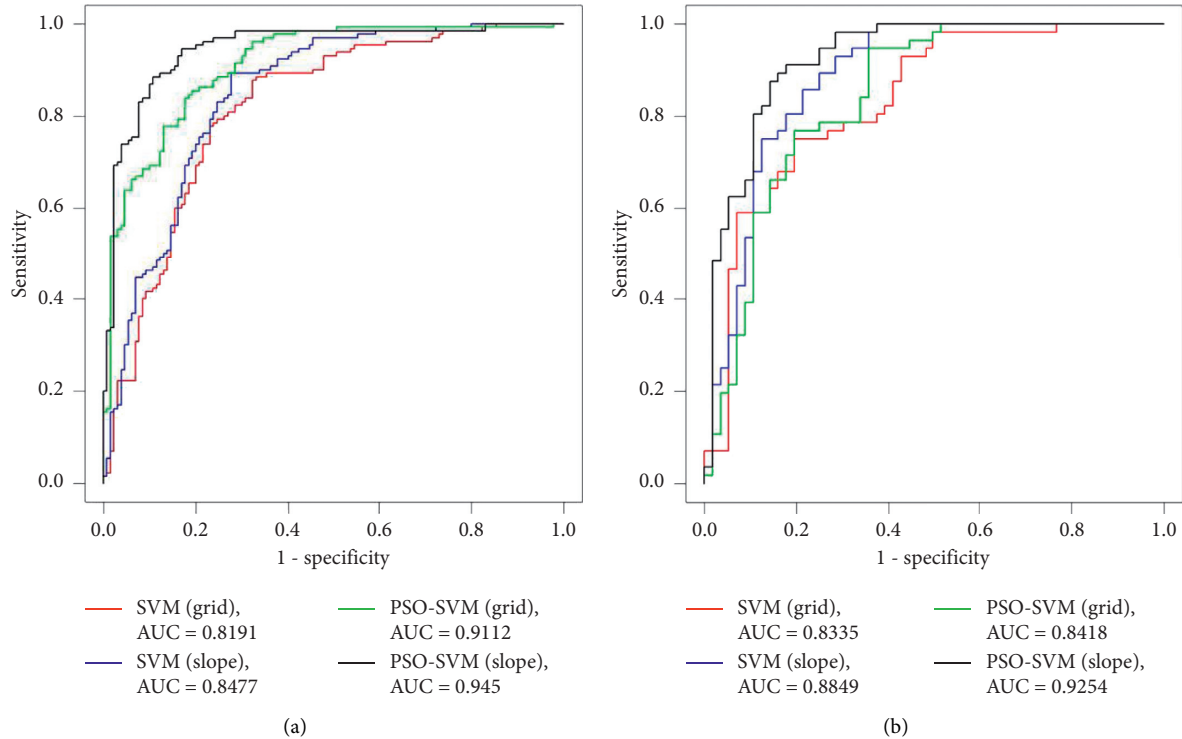 1.0
0.8
0.6
0.4
0.2
0.0
Sensitivity
0.0 0.2 0.4 0.6 0.8 1.0
1 - specificity
SVM (grid),
AUC = 0.8191
SVM (slope),
AUC = 0.8477
PSO-SVM (grid),
AUC = 0.9112
PSO-SVM (slope),
AUC = 0.945
(a)
1.0
0.8
0.6
0.4
0.2
0.0
Sensitivity
0.0 0.2 0.4 0.6 0.8 1.0
1 - specificity
SVM (grid),
AUC = 0.8335
SVM (slope),
AUC = 0.8849
PSO-SVM (grid),
AUC = 0.8418
PSO-SVM (slope),
AUC = 0.9254
(b)